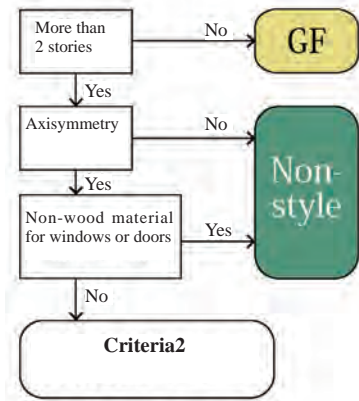 More than
2 stories
No
GF
Yes
Axisymmetry
No
Non-
style
Yes
Non-wood material
for windows or doors
Yes
No
Criteria2